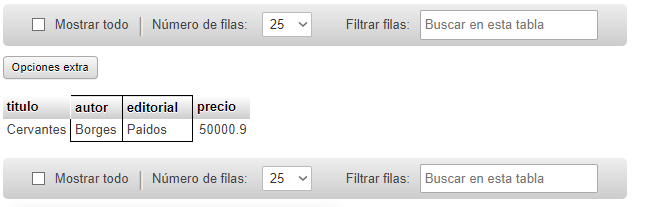 Mostrar todo Número de filas: 25 Filtrar filas: Buscar en esta tabla
Opciones extra
titulo autor editorial precio
Cervantes Borges Paidos 50000.9
Mostrar todo Número de filas: 25 Filtrar filas: Buscar en esta tabla